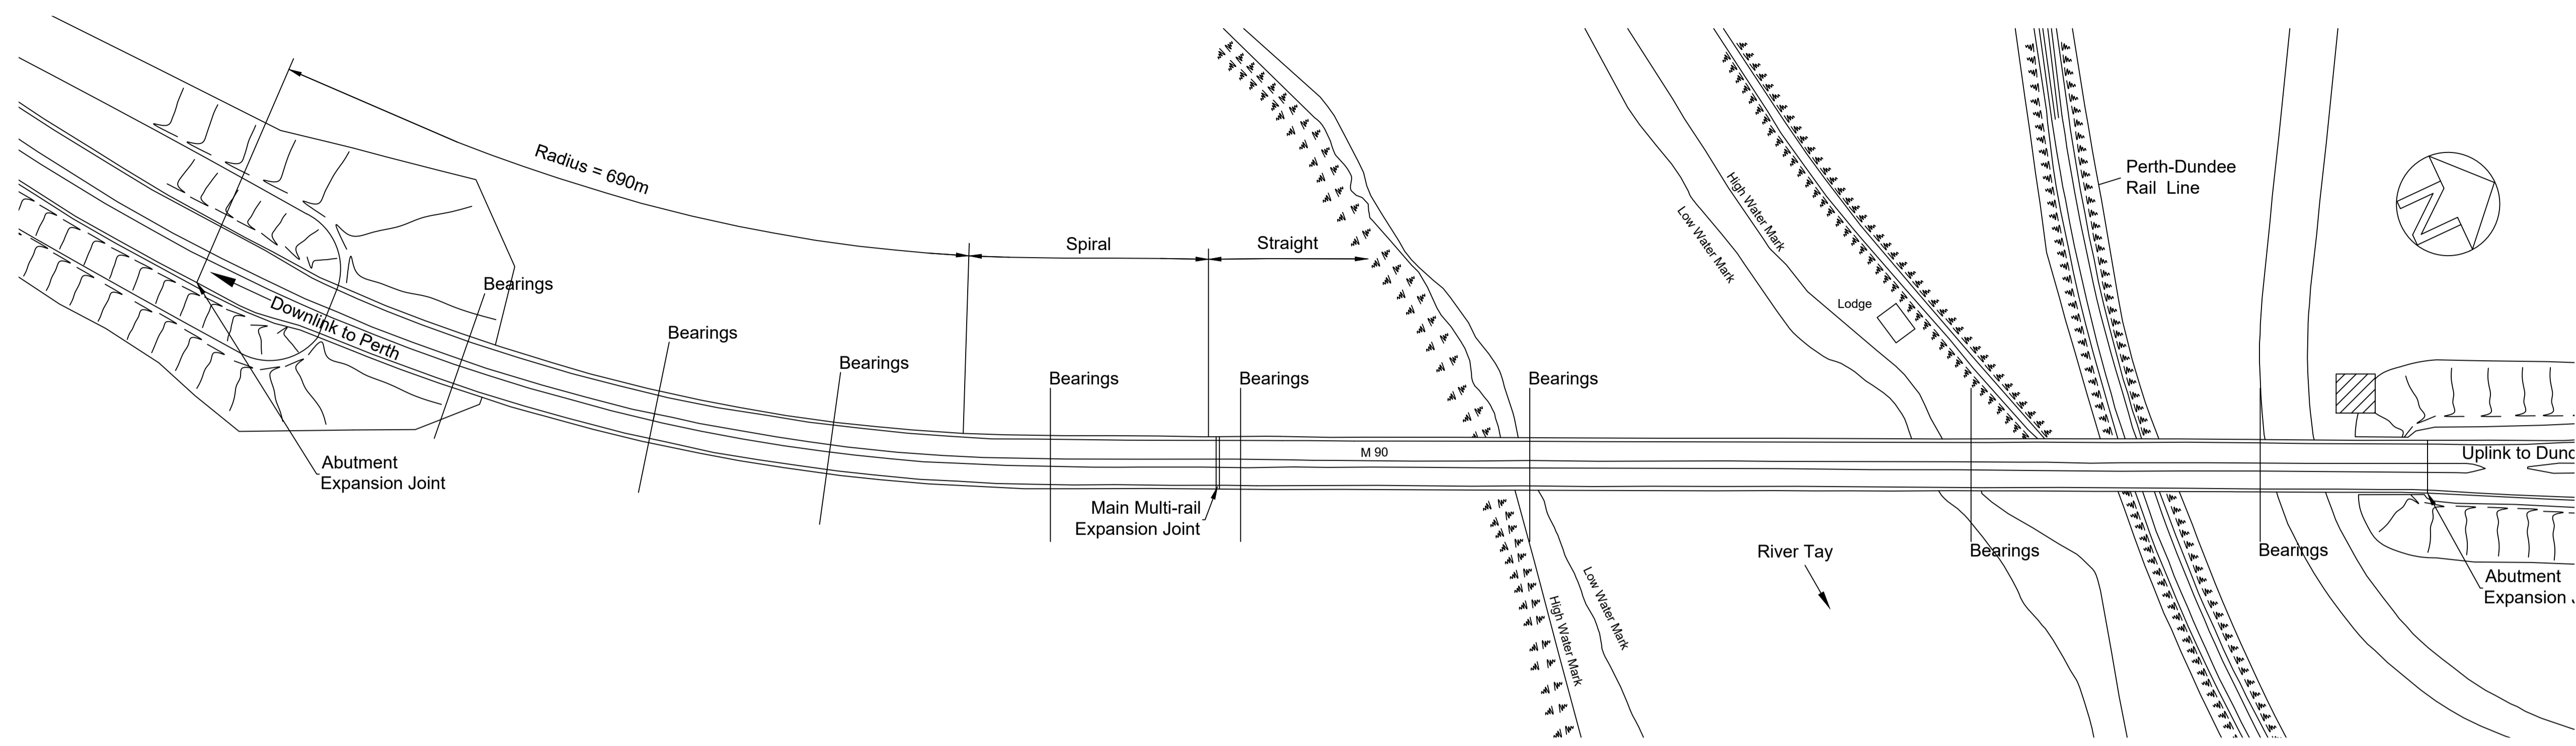 Radius = 690m
Spiral
Straight
High Water Mark
Low Water Mark
Lodge
Perth-Dundee
Rail Line
N
Downlink to Perth
Bearings
Bearings
Bearings
Bearings
Bearings
Bearings
M 90
Uplink to Dund
Abutment
Expansion Joint
Main Multi-rail
Expansion Joint
River Tay
Bearings
Bearings
High Water Mark
Low Water Mark
Abutment
Expansion J